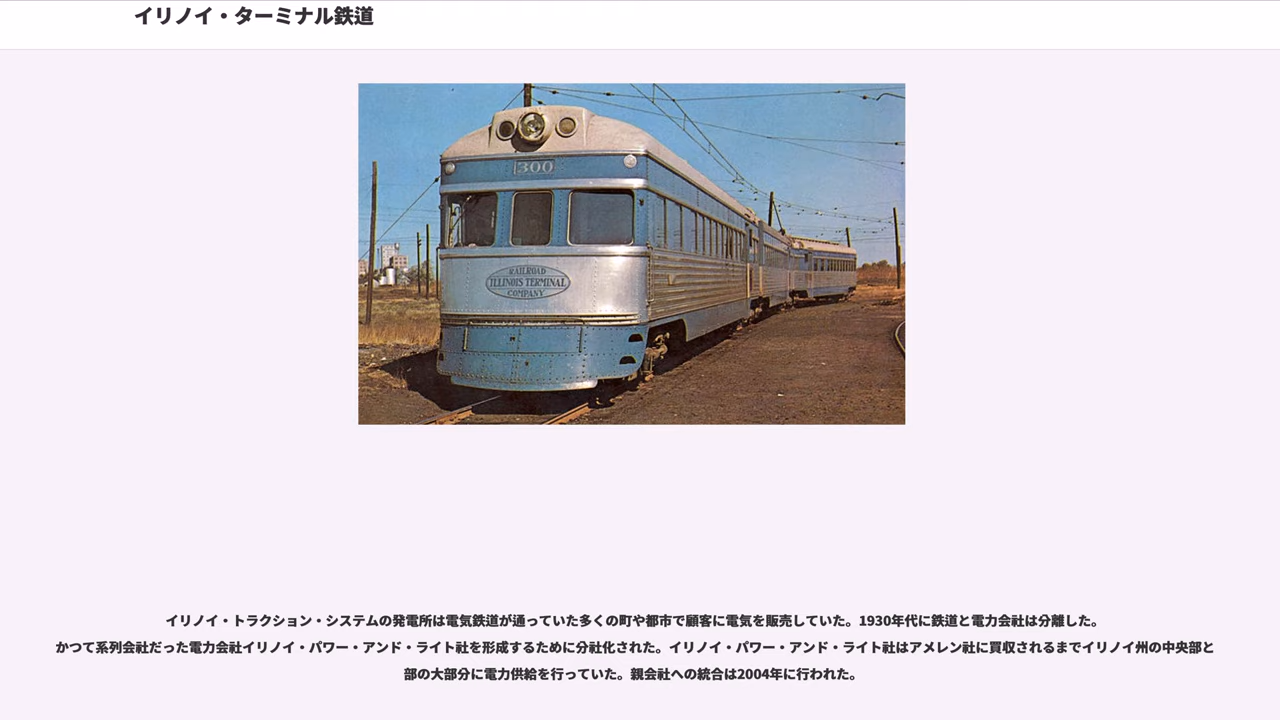 イリノイ・ターミナル鉄道
300
RAILROAD
ILLINOIS TERMINAL
COMPANY
イリノイ・トラクション・システムの発電所は電気鉄道が通っていた多くの町や都市で顧客に電気を販売していた。1930年代に鉄道と電力会社は分離した。
かつて系列会社だった電力会社イリノイ・パワー・アンド・ライト社を形成するために分社化された。イリノイ・パワー・アンド・ライト社はアメレン社に買収されるまでイリノイ州の中央部と
部の大部分に電力供給を行っていた。親会社への統合は2004年に行われた。